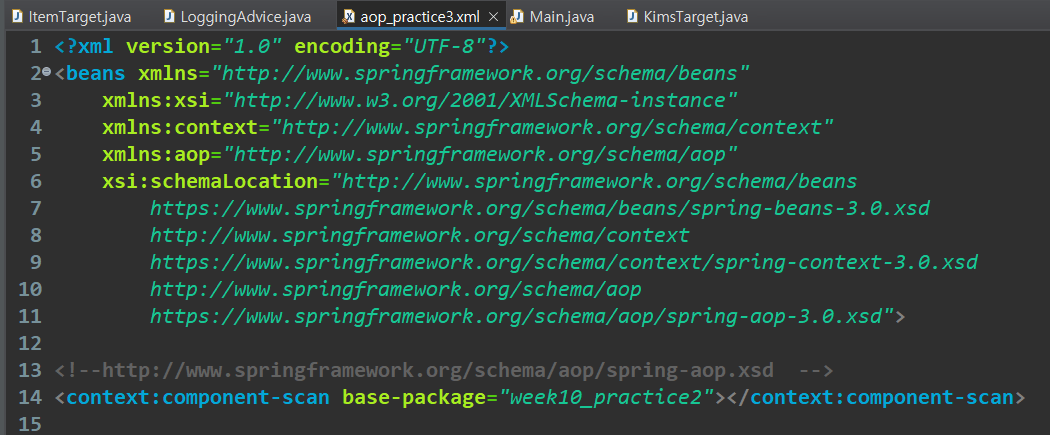 ItemTarget.java LoggingAdvice.java aop_practice3.xml Main.java KimsTarget.java
1 <?xml version="1.0" encoding="UTF-8"?>
2 <beans xmlns="http://www.springframework.org/schema/beans"
3 xmlns:xsi="http://www.w3.org/2001/XMLSchema-instance"
4 xmlns:context="http://www.springframework.org/schema/context"
5 xmlns:aop="http://www.springframework.org/schema/aop"
6 xsi:schemaLocation="http://www.springframework.org/schema/beans
7 https://www.springframework.org/schema/beans/spring-beans-3.0.xsd
8 http://www.springframework.org/schema/context
9 https://www.springframework.org/schema/context/spring-context-3.0.xsd
10 http://www.springframework.org/schema/aop
11 https://www.springframework.org/schema/aop/spring-aop-3.0.xsd">
12
13 <!--http://www.springframework.org/schema/aop/spring-aop.xsd  -->
14 <context:component-scan base-package="week10_practice2"></context:component-scan>
15